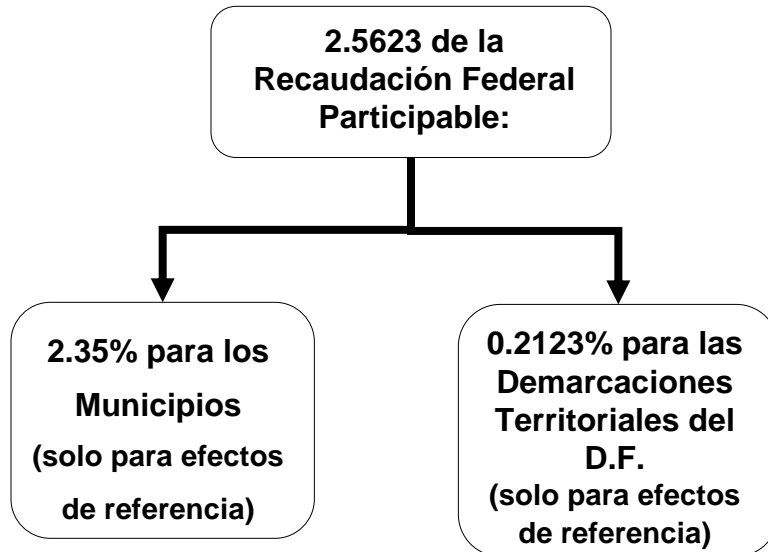 2.5623 de la
Recaudación Federal
Participable:
2.35% para los
Municipios
(solo para efectos
de referencia)
0.2123% para las
Demarcaciones
Territoriales del
D.F.
(solo para efectos
de referencia)